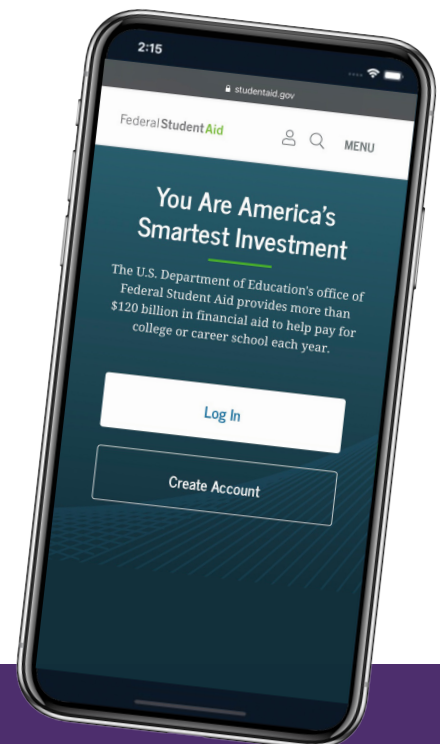 2:15
studentaid.gov
Federal StudentAid
MENU
You Are America's
Smartest Investment
The U.S. Department of Education's office of
Federal Student Aid provides more than
$120 billion in financial aid to help pay for
college or career school each year.
Log In
Create Account